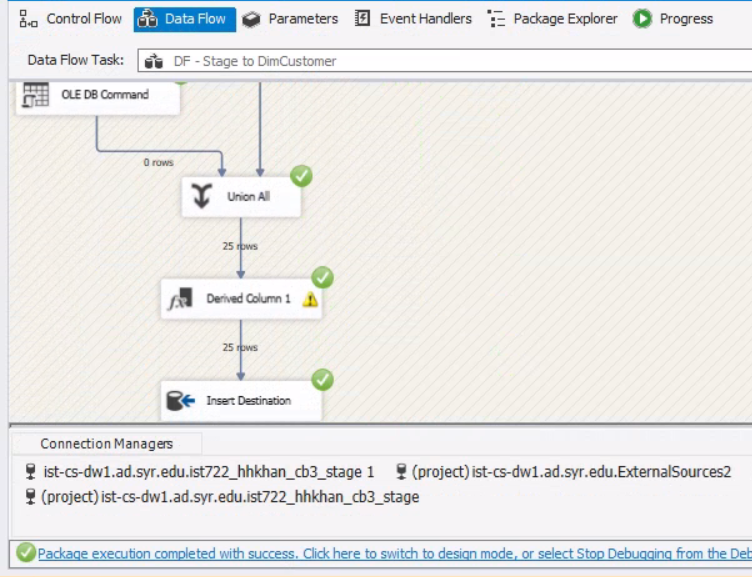 Control Flow Data Flow Parameters Event Handlers Package Explorer Progress
Data Flow Task: DF - Stage to DimCustomer
OLE DB Command
0 rows
Union All
25 rows
fx Derived Column 1
25 rows
Insert Destination
Connection Managers
ist-cs-dw1.ad.syr.edu.ist722_hhkhan_cb3_stage 1 (project) ist-cs-dw1.ad.syr.edu.ExternalSources2
(project) ist-cs-dw1.ad.syr.edu.ist722_hhkhan_cb3_stage
Package execution completed with success. Click here to switch to design mode, or select Stop Debugging from the Deb